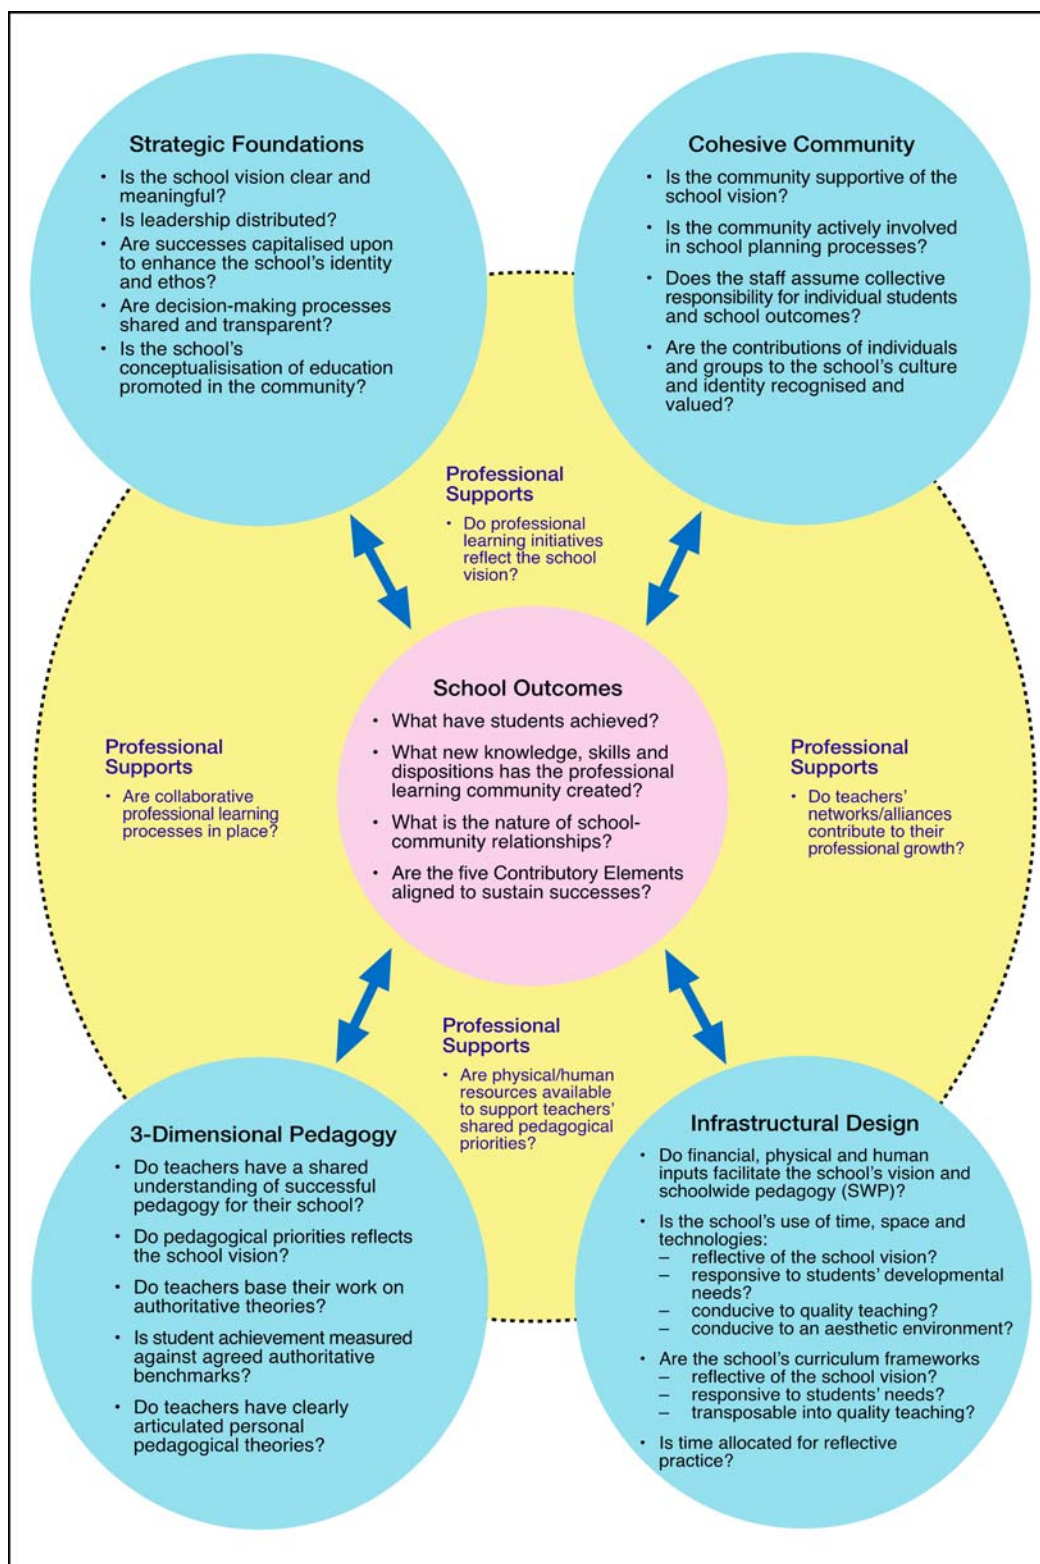 Strategic Foundations
• Is the school vision clear and
meaningful?
• Is leadership distributed?
• Are successes capitalised upon
to enhance the school's identity
and ethos?
• Are decision-making processes
shared and transparent?
• Is the school's
conceptualisisation of education
promoted in the community?
Cohesive Community
• Is the community supportive of the
school vision?
• Is the community actively involved
in school planning processes?
• Does the staff assume collective
responsibility for individual students
and school outcomes?
• Are the contributions of individuals
and groups to the school's culture
and identity recognised and
valued?
Professional
Supports
• Do professional
learning initiatives
reflect the school
vision?
School Outcomes
• What have students achieved?
• What new knowledge, skills and
dispositions has the professional
learning community created?
• What is the nature of school-
community relationships?
• Are the five Contributory Elements
aligned to sustain successes?
Professional
Supports
• Are collaborative
professional learning
processes in place?
Professional
Supports
• Do teachers'
networks/alliances
contribute to their
professional growth?
Professional
Supports
• Are physical/human
resources available
to support teachers'
shared pedagogical
priorities?
3-Dimensional Pedagogy
• Do teachers have a shared
understanding of successful
pedagogy for their school?
• Do pedagogical priorities reflects
the school vision?
• Do teachers base their work on
authoritative theories?
• Is student achievement measured
against agreed authoritative
benchmarks?
• Do teachers have clearly
articulated personal
pedagogical theories?
Infrastructural Design
• Do financial, physical and human
inputs facilitate the school's vision and
schoolwide pedagogy (SWP)?
• Is the school's use of time, space and
technologies:
– reflective of the school vision?
– responsive to students' developmental
needs?
– conducive to quality teaching?
– conducive to an aesthetic environment?
• Are the school's curriculum frameworks
– reflective of the school vision?
– responsive to students' needs?
– transposable into quality teaching?
• Is time allocated for reflective
practice?